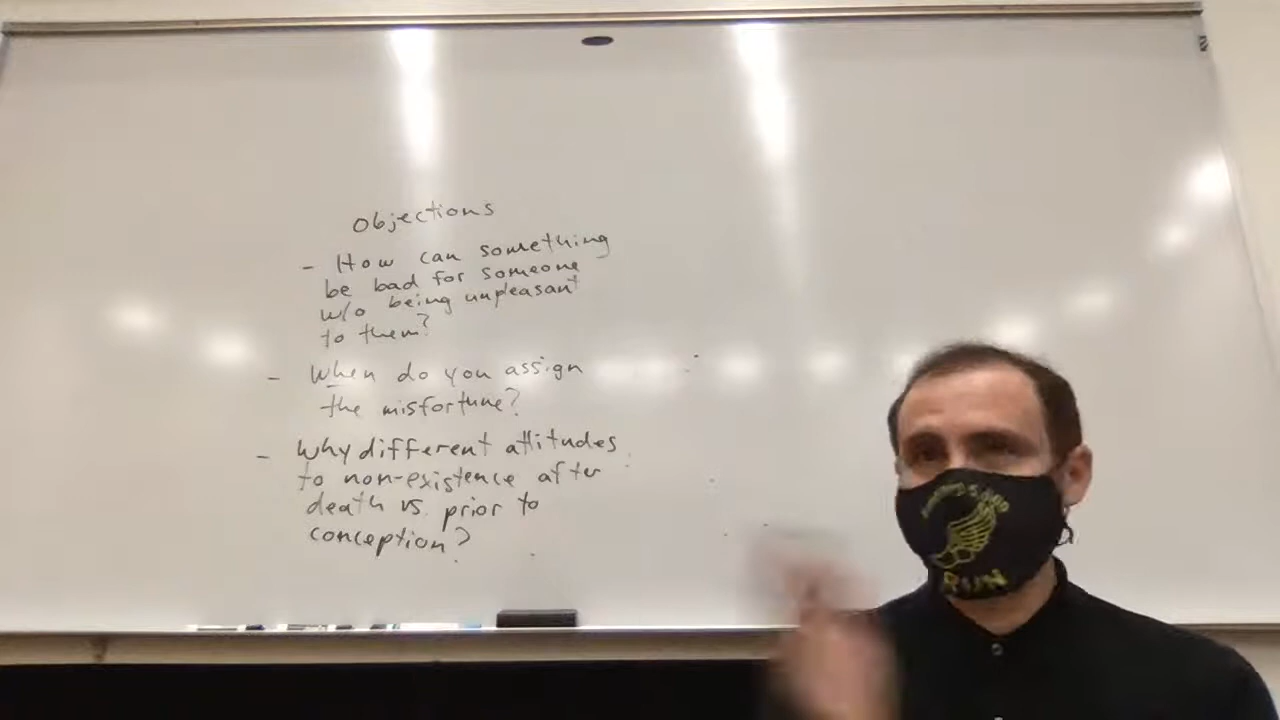 objections
- How can something
be bad for someone
w/o being unpleasant
to them?
- When do you assign
the misfortune?
- Why different attitudes
to non-existence after
death vs. prior to
conception?
RUN